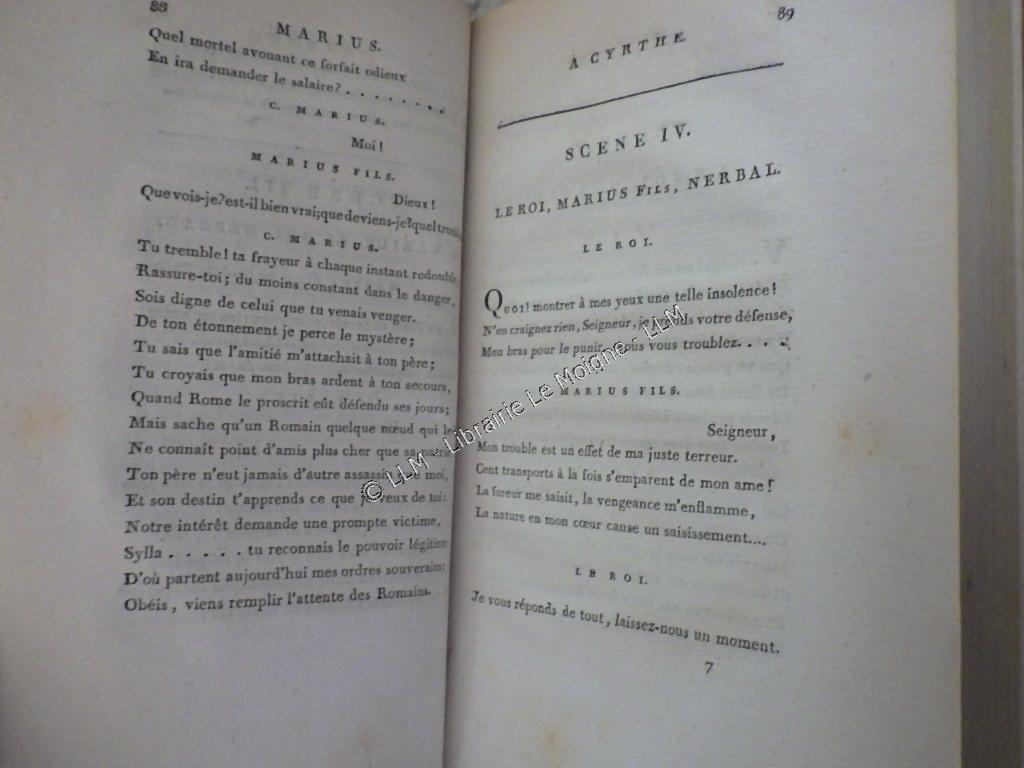 88
MARIUS.
Quel mortel avouant ce forfait odieux
En ira demander le salaire? . . . . . . . .
C. MARIUS.
Moi!
MARIUS FILS.
Dieux!
Que vois-je? est-il bien vrai; que deviens-je? quel
C. MARIUS.
Tu tremble! ta frayeur à chaque instant redouble
Rassure-toi; du moins constant dans le danger,
Sois digne de celui que tu venais venger.
De ton étonnement je perce le mystère;
Tu sais que l'amitié m'attachait à ton père;
Tu croyais que mon bras ardent à ton secours,
Quand Rome le proscrit eût défendu ses jours;
Mais sache qu'un Romain quelque nœud qui le
Ne connaît point d'amis plus cher que sa patrie
Ton père n'eut jamais d'autre assassin que moi,
Et son destin t'apprends ce que je veux de toi:
Notre intérêt demande une prompte victime,
Sylla . . . . . tu reconnais le pouvoir légitime
D'où partent aujourd'hui mes ordres souverains:
Obéis, viens remplir l'attente des Romains.
89
À CYRTHE.
SCENE IV.
LE ROI, MARIUS FILS, NERBAL.
LE ROI.
QUOI! montrer à mes yeux une telle insolence!
N'en craignez rien, Seigneur, je prends votre défense,
Mon bras pour le punir. vous vous troublez. . . .
MARIUS FILS.
Seigneur,
Mon trouble est un effet de ma juste terreur.
Cent transports à la fois s'emparent de mon ame!
La fureur me saisit, la vengeance m'enflamme,
La nature en mon cœur cause un saisissement....
LE ROI.
Je vous réponds de tout, laissez-nous un moment.
7
© LLM - Librairie Le Moigne - LLM